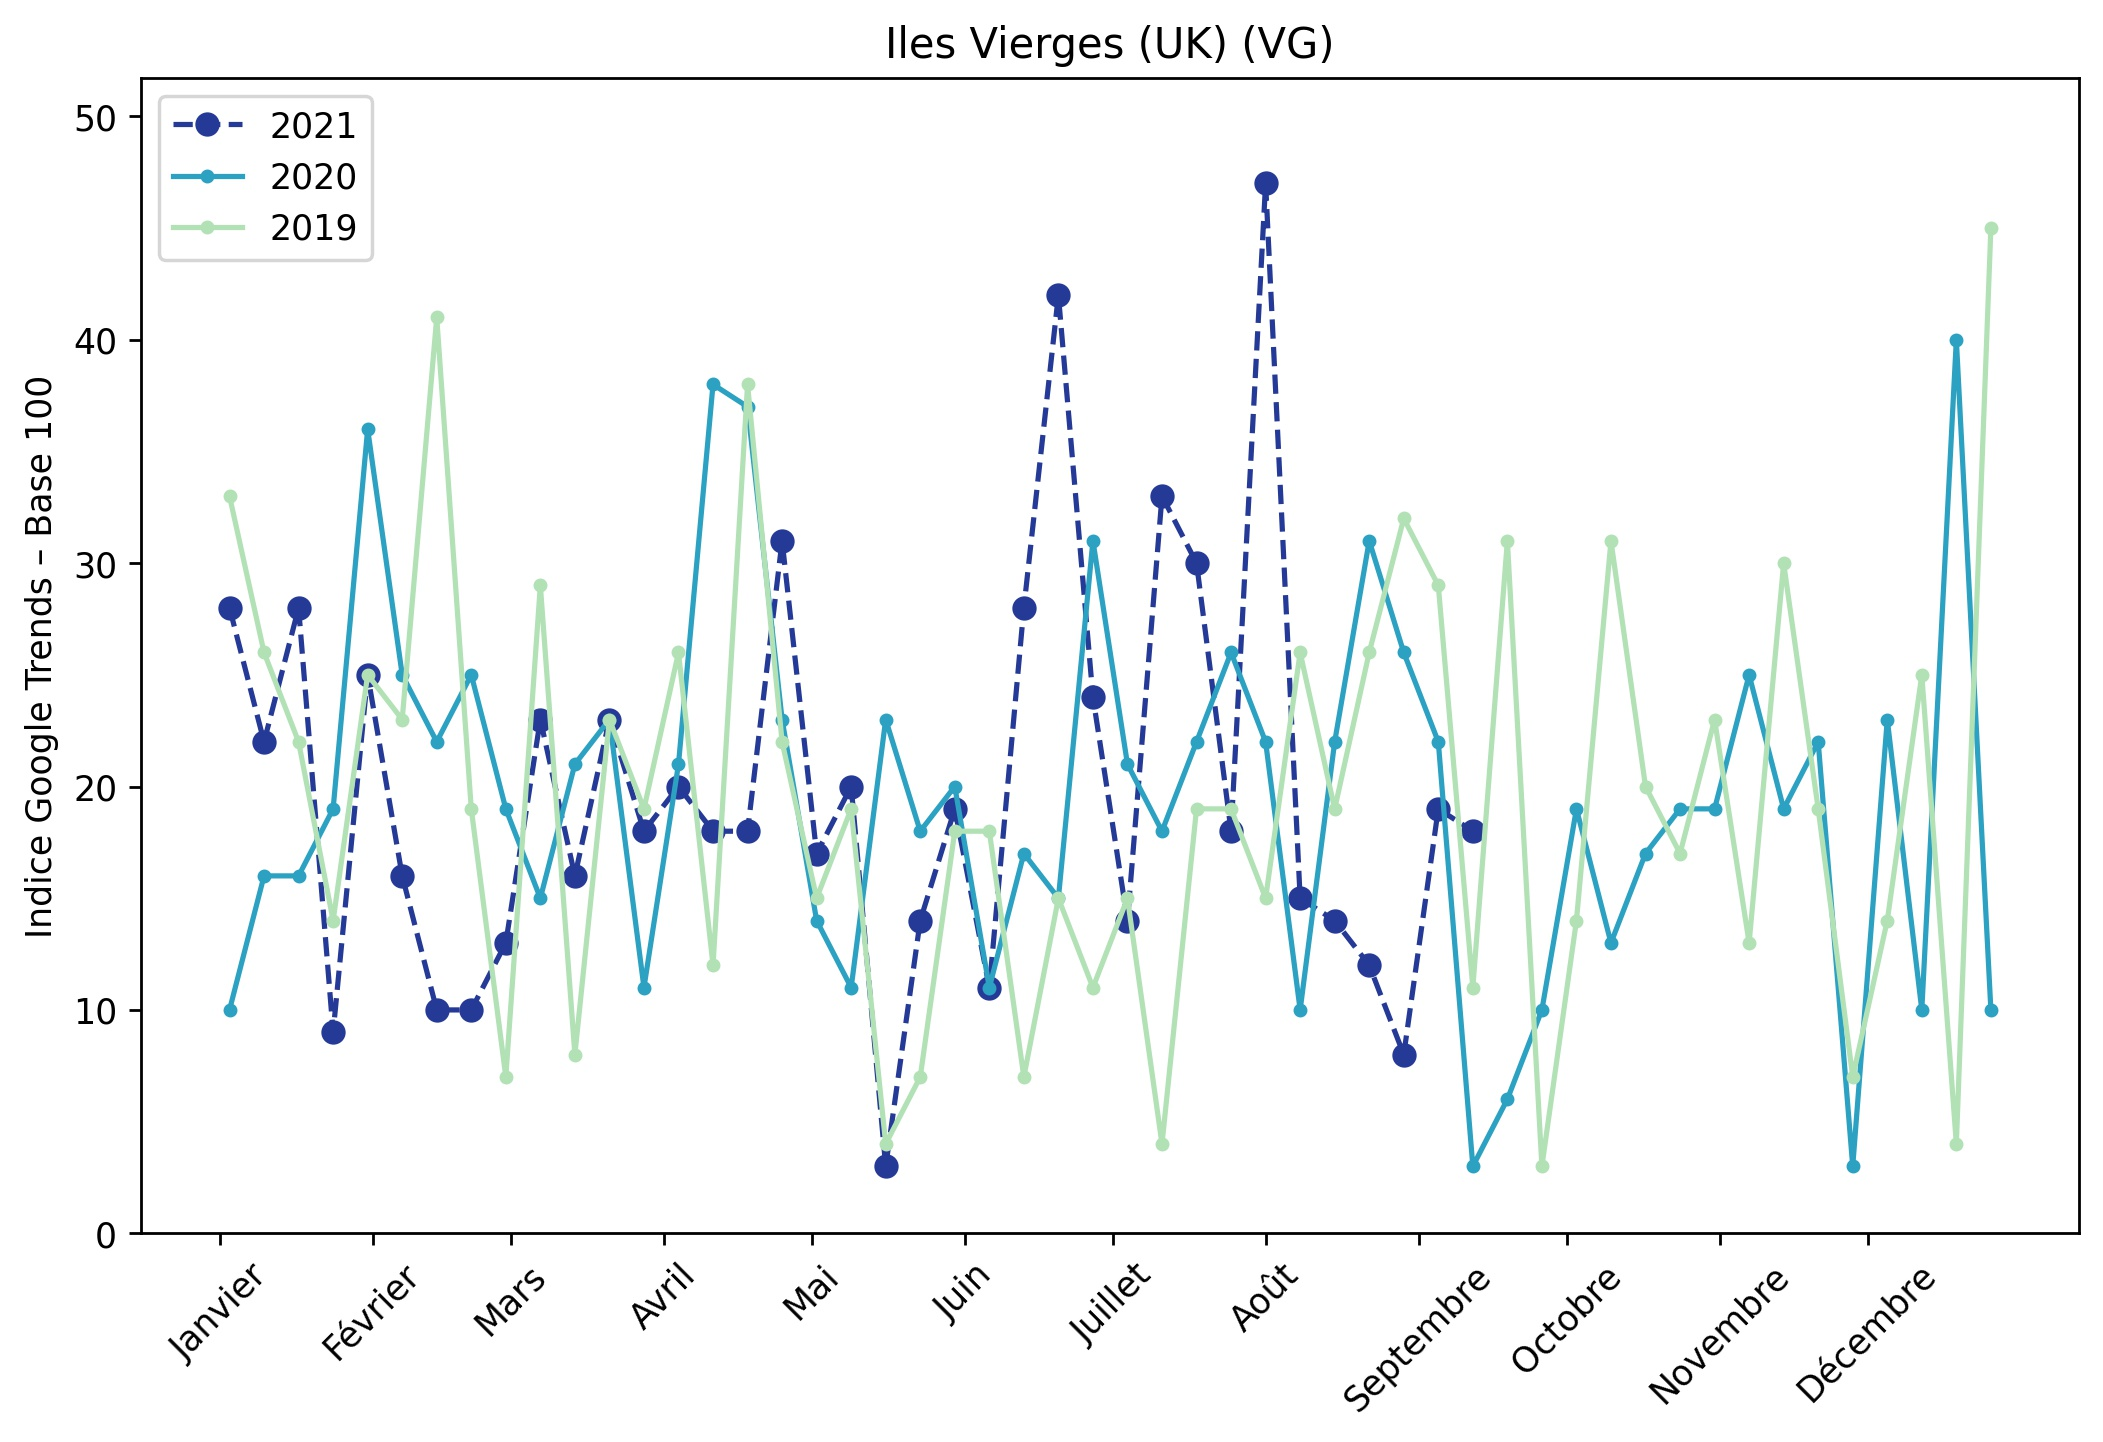 Iles Vierges (UK) (VG)
2021
2020
2019
Indice Google Trends – Base 100
50
40
30
20
10
0
Janvier
Février
Mars
Avril
Mai
Juin
Juillet
Août
Septembre
Octobre
Novembre
Décembre